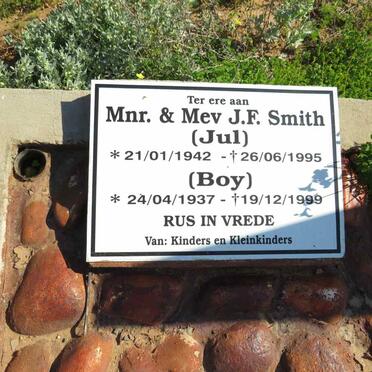 Ter ere aan
Mnr. & Mev J.F. Smith
(Jul)
* 21/01/1942 - † 26/06/1995
(Boy)
* 24/04/1937 - † 19/12/1999
RUS IN VREDE
Van: Kinders en Kleinkinders